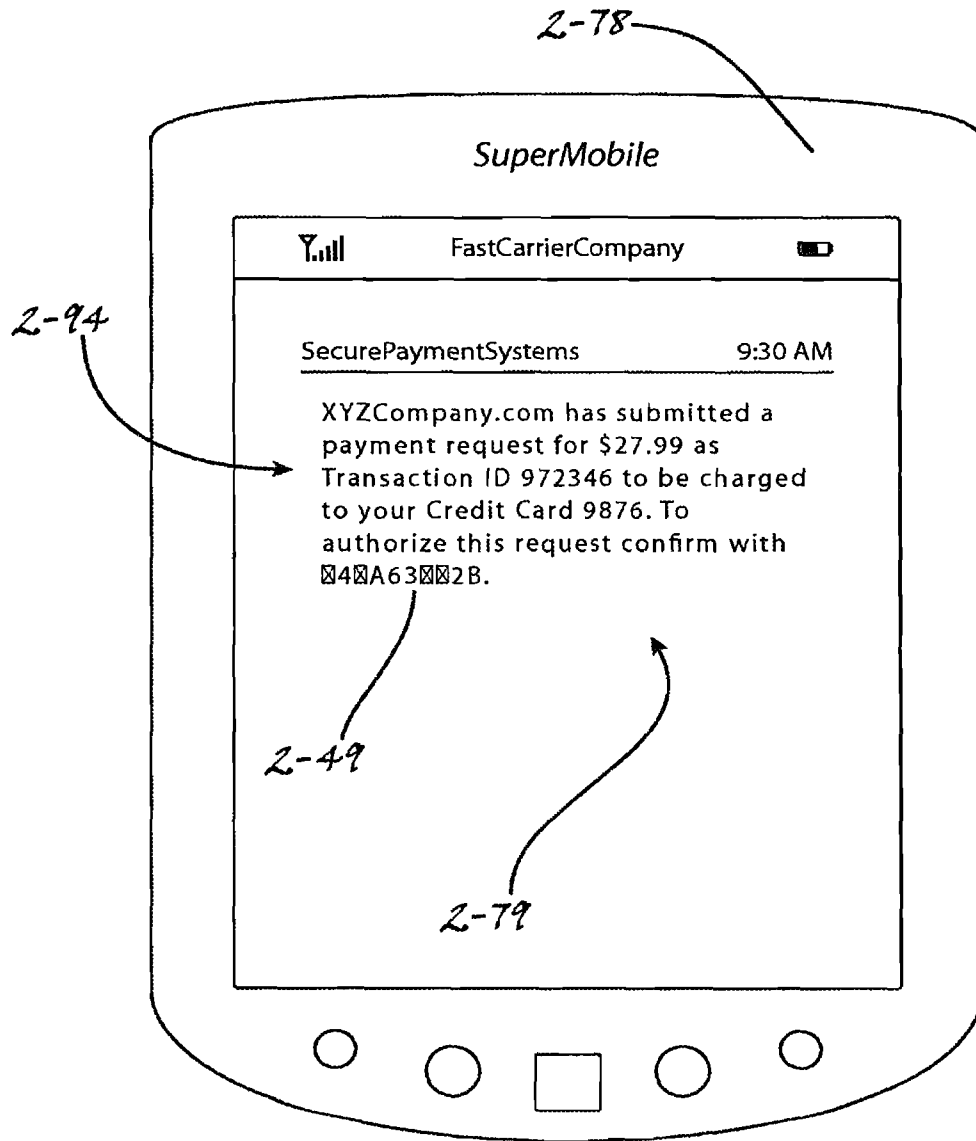 2-78
SuperMobile
FastCarrierCompany
2-94
SecurePaymentSystems 9:30 AM
XYZCompany.com has submitted a
payment request for $27.99 as
Transaction ID 972346 to be charged
to your Credit Card 9876. To
authorize this request confirm with
☒4☒A63☒☒2B.
2-49
2-79